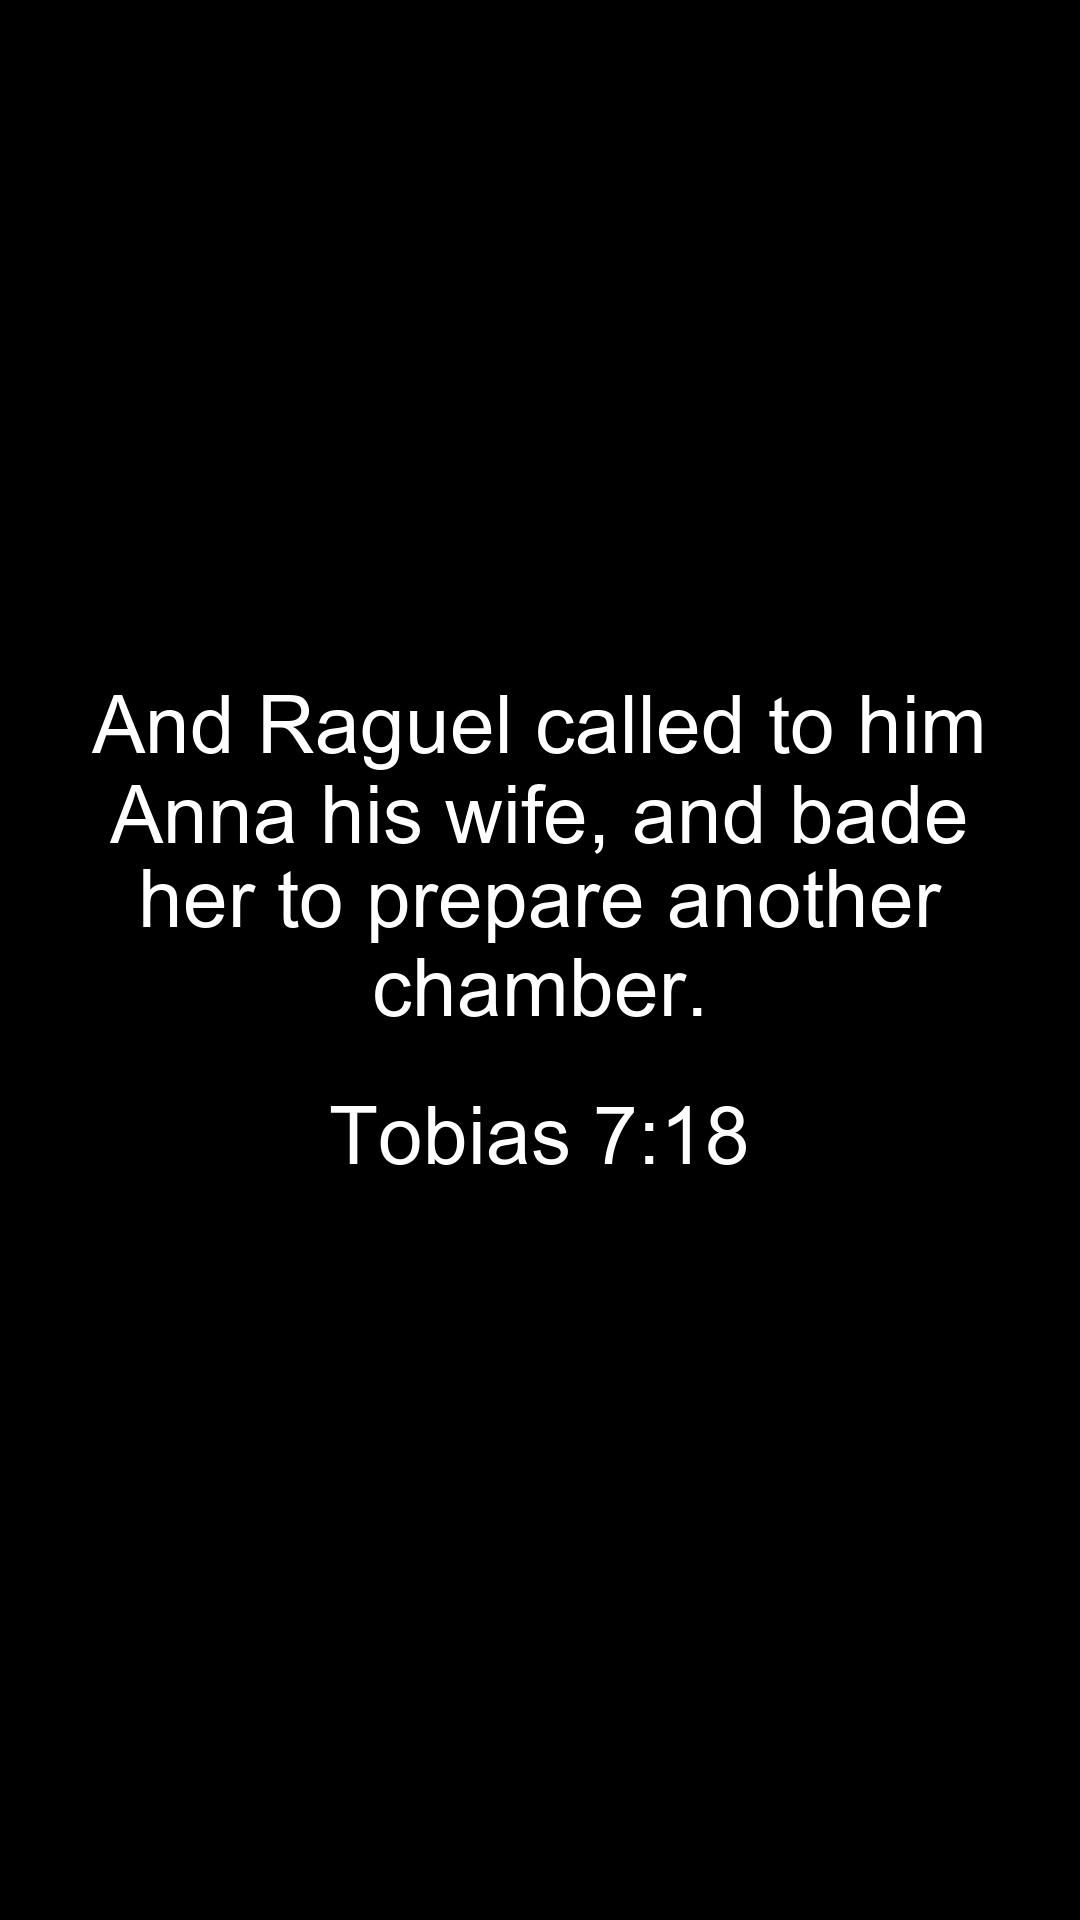 And Raguel called to him
Anna his wife, and bade
her to prepare another
chamber.
Tobias 7:18